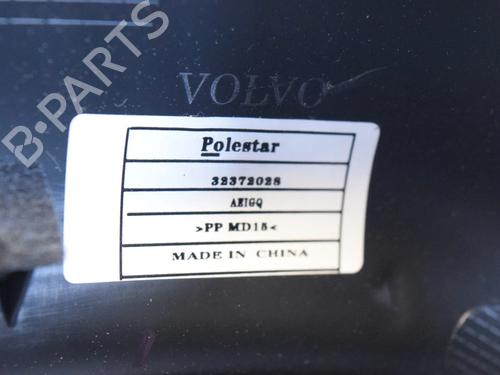 VOLVO
Polestar
32372028
AEIGQ
>PP MD15<
MADE IN CHINA
B-PARTS